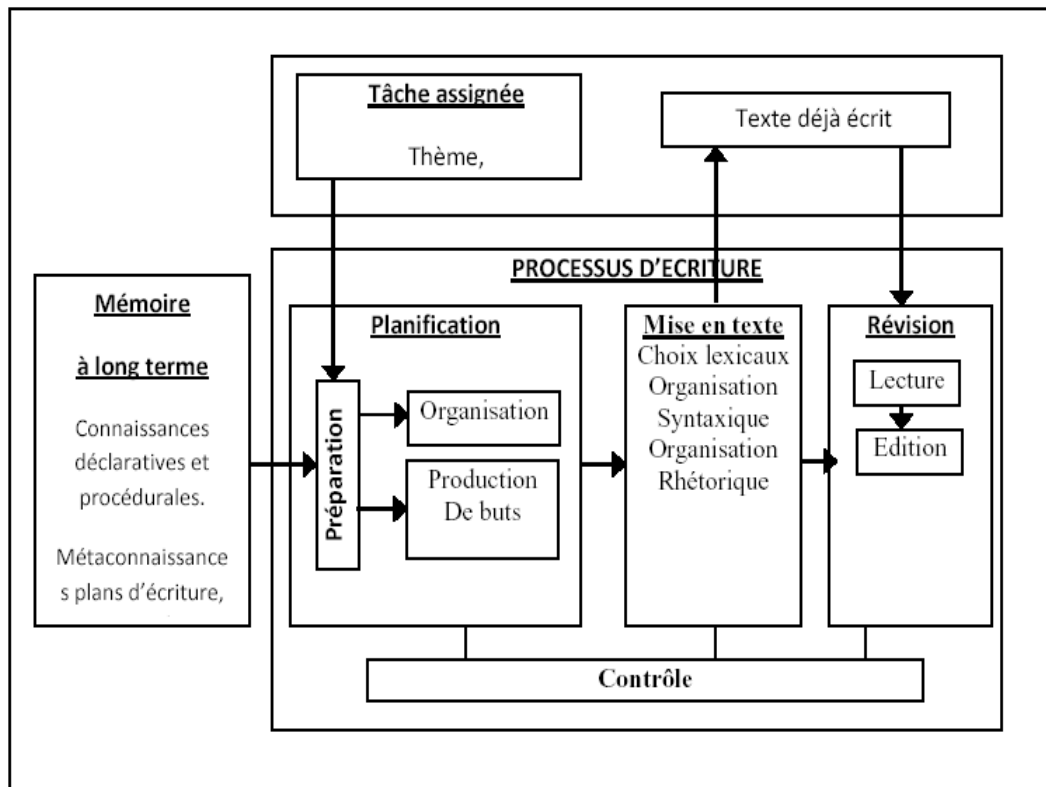 Tâche assignée
Thème,
Texte déjà écrit
PROCESSUS D'ECRITURE
Mémoire
à long terme
Connaissances
déclaratives et
procédurales.
Métaconnaissance
s plans d'écriture,
Planification
Préparation
Organisation
Production
De buts
Mise en texte
Choix lexicaux
Organisation
Syntaxique
Organisation
Rhétorique
Révision
Lecture
Edition
Contrôle